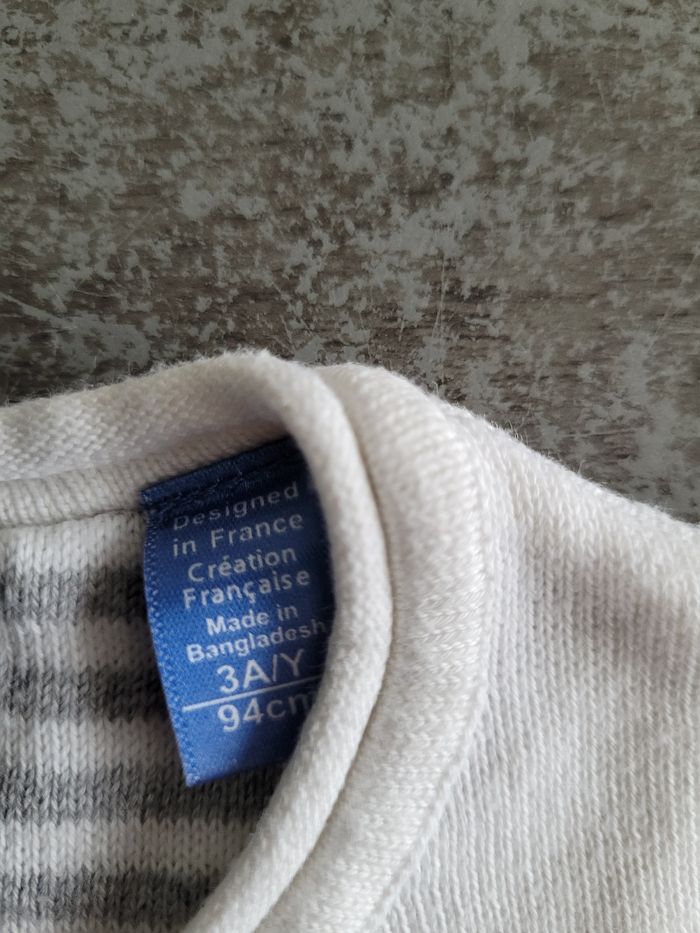 Designed
in France
Création
Française
Made in
Bangladesh
3A/Y
94cm